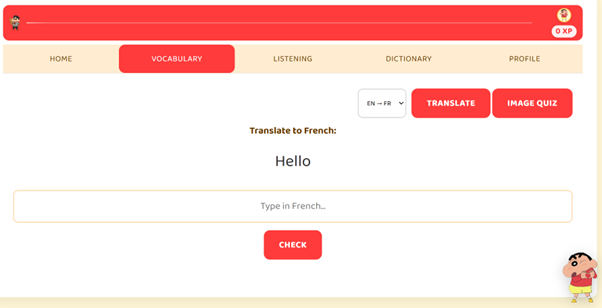 0 XP
HOME VOCABULARY LISTENING DICTIONARY PROFILE
EN → FR TRANSLATE IMAGE QUIZ
Translate to French:
Hello
Type in French...
CHECK